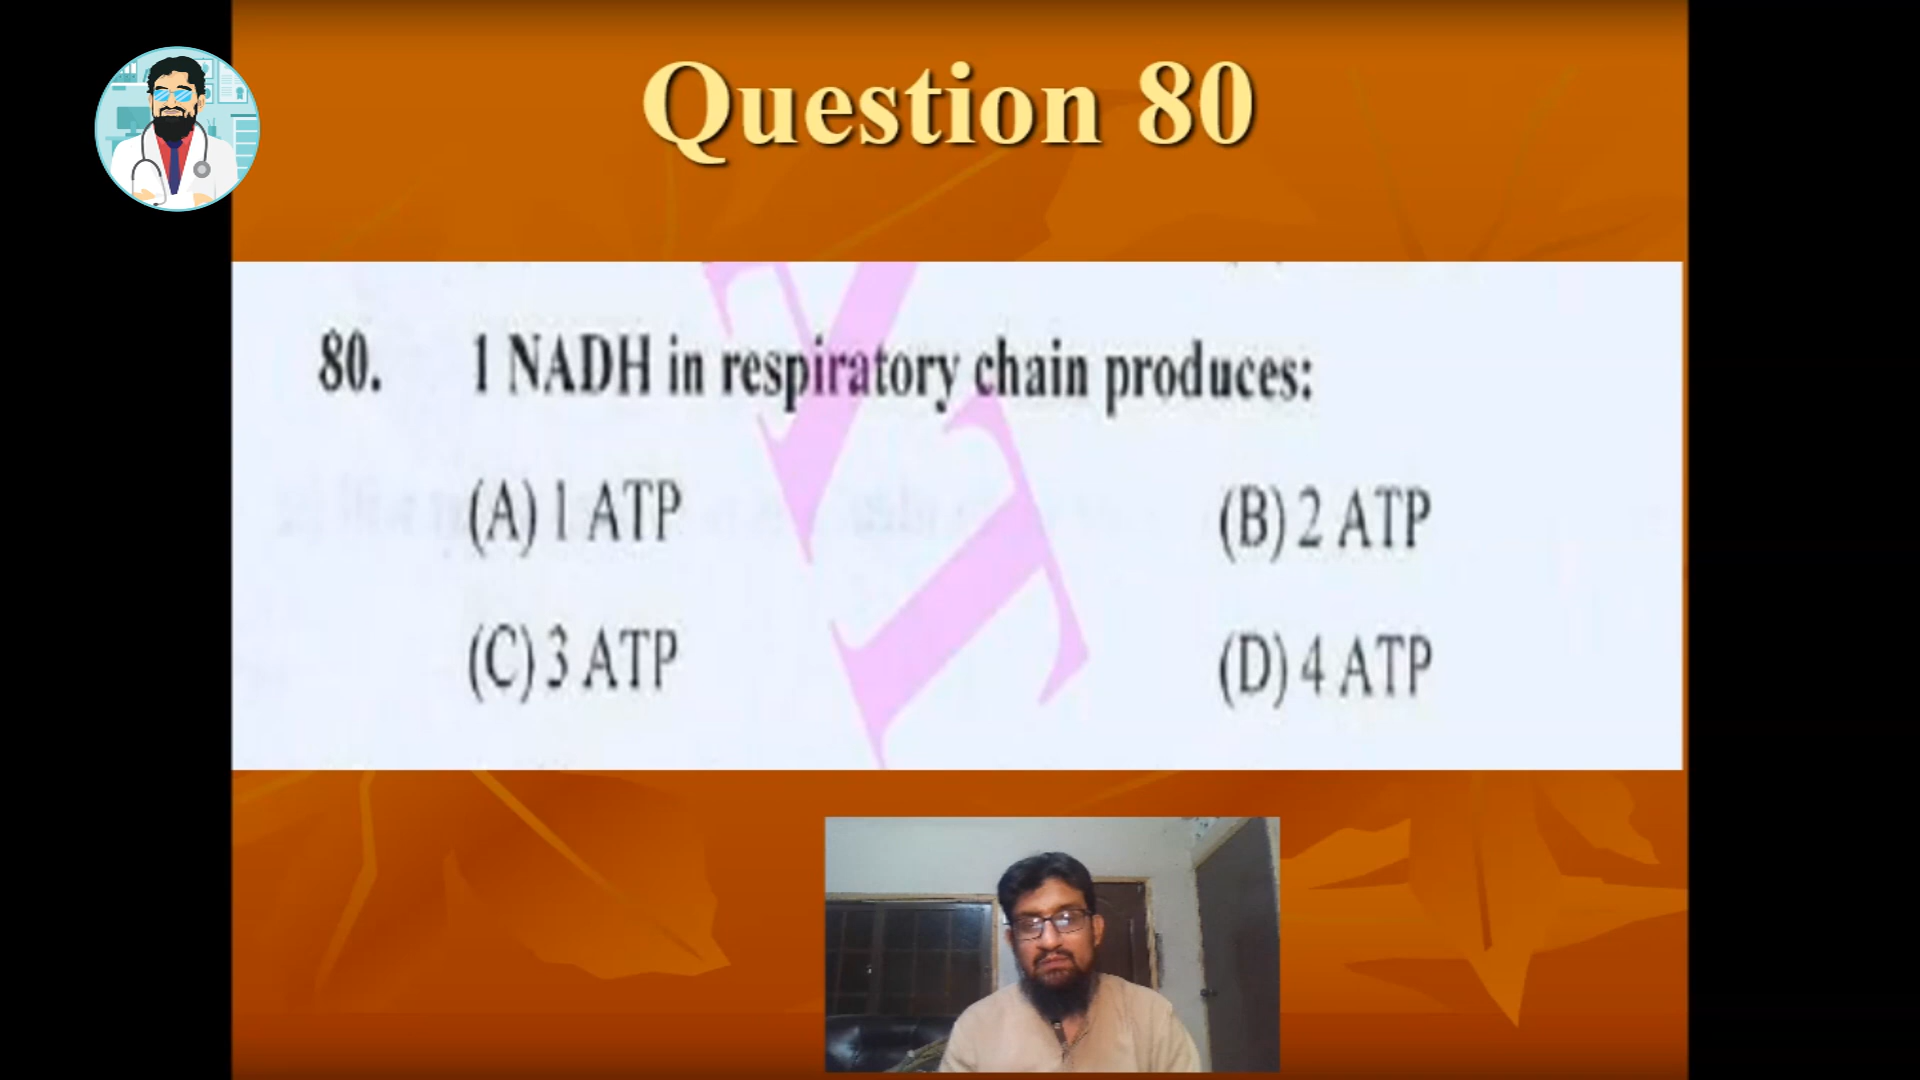 Question 80
80. 1 NADH in respiratory chain produces:
(A) 1 ATP (B) 2 ATP
(C) 3 ATP (D) 4 ATP